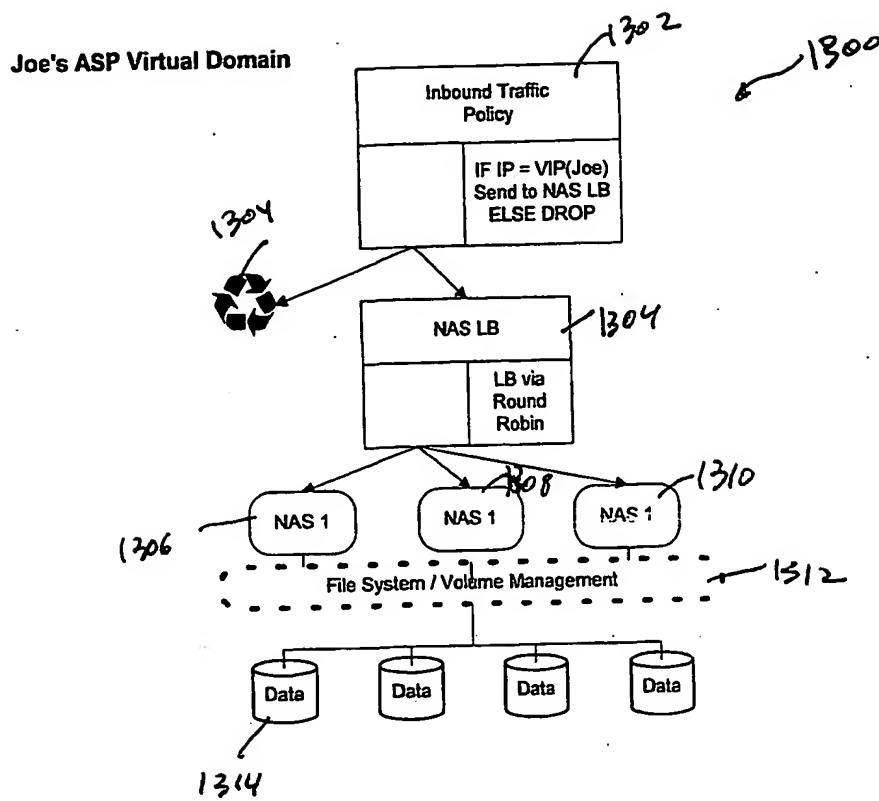 1302
1300
Joe's ASP Virtual Domain
Inbound Traffic
Policy
IF IP = VIP(Joe)
Send to NAS LB
ELSE DROP
1304
NAS LB
1304
LB via
Round
Robin
1308
1310
NAS 1
NAS 1
NAS 1
1306
File System / Volume Management
1312
Data
Data
Data
Data
1314